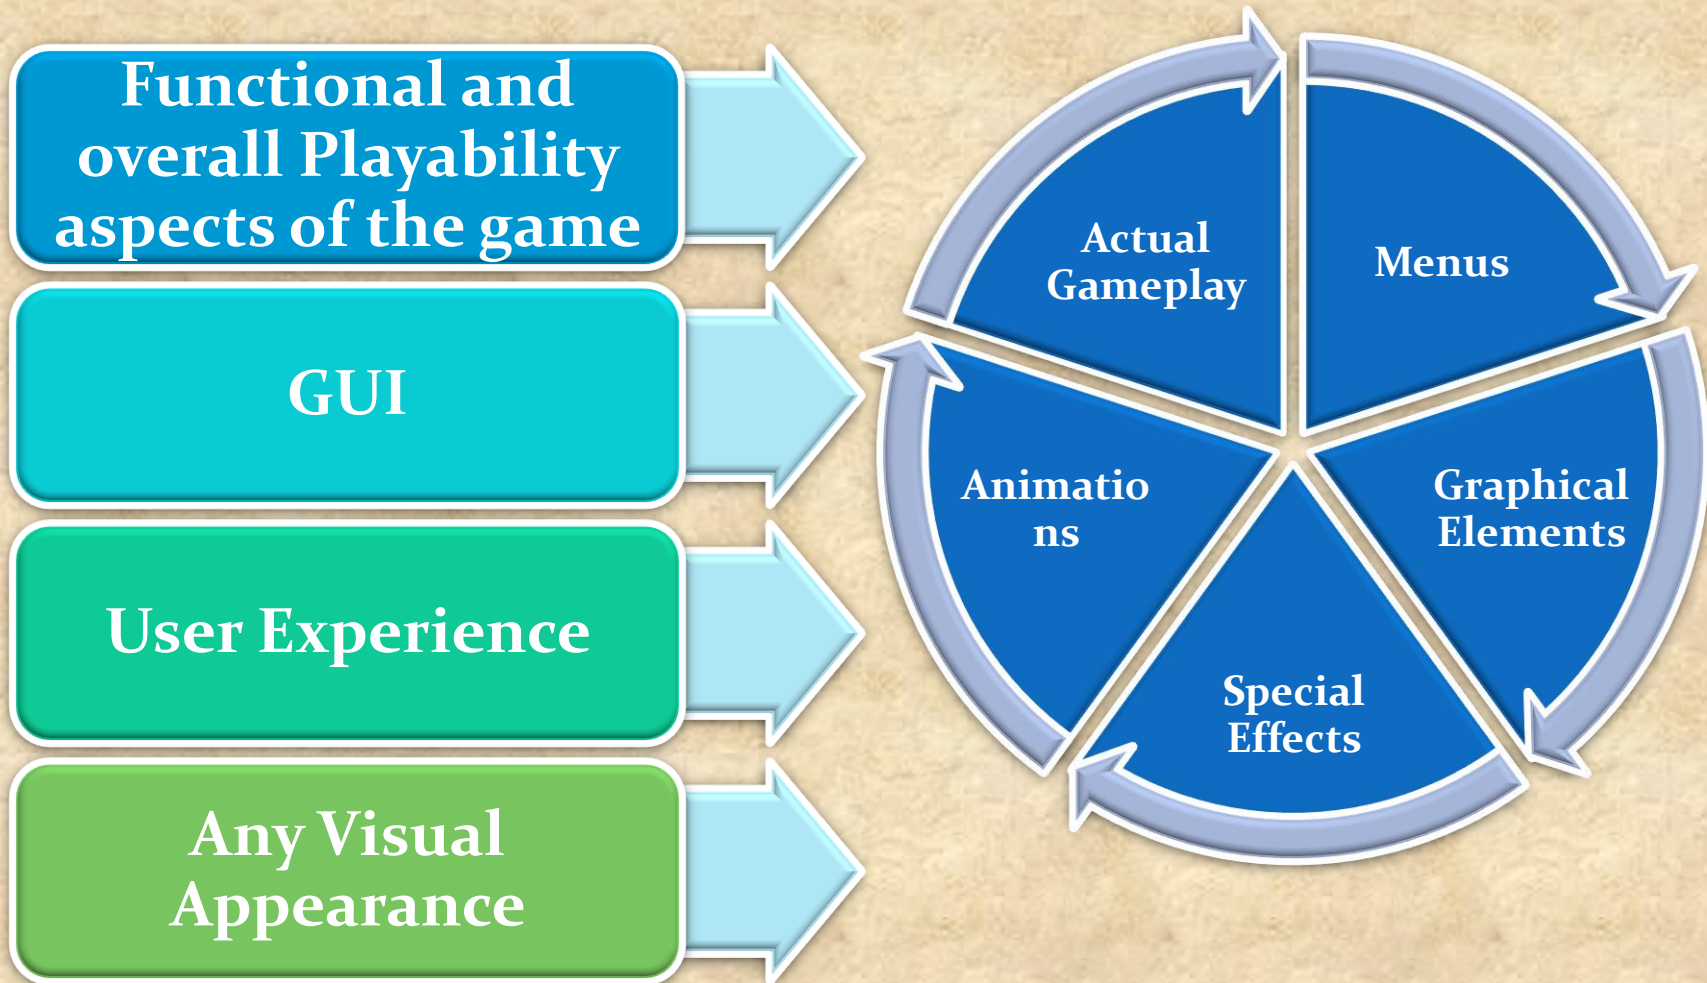 Functional and
overall Playability
aspects of the game
GUI
User Experience
Any Visual
Appearance
Actual
Gameplay
Menus
Animatio
ns
Graphical
Elements
Special
Effects